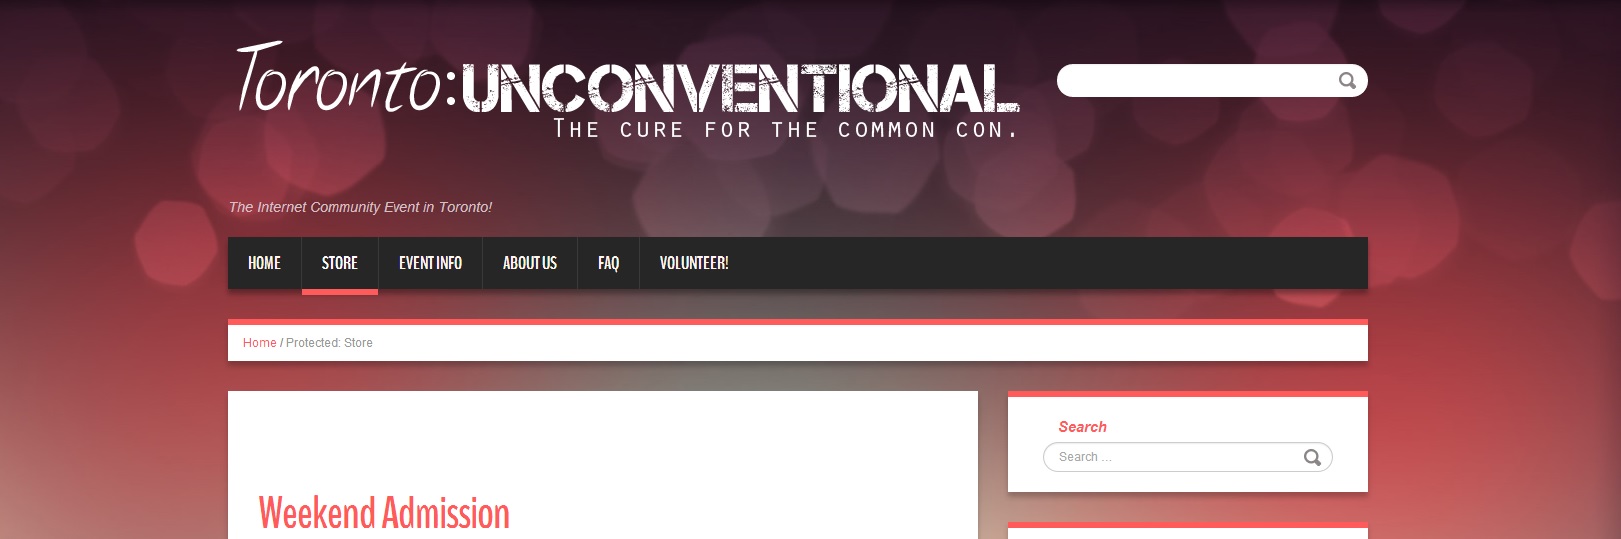 Toronto:UNCONVENTIONAL
The cure for the common con.
The Internet Community Event in Toronto!
HOME STORE EVENT INFO ABOUT US FAQ VOLUNTEER!
Home / Protected: Store
Search
Search ...
Weekend Admission